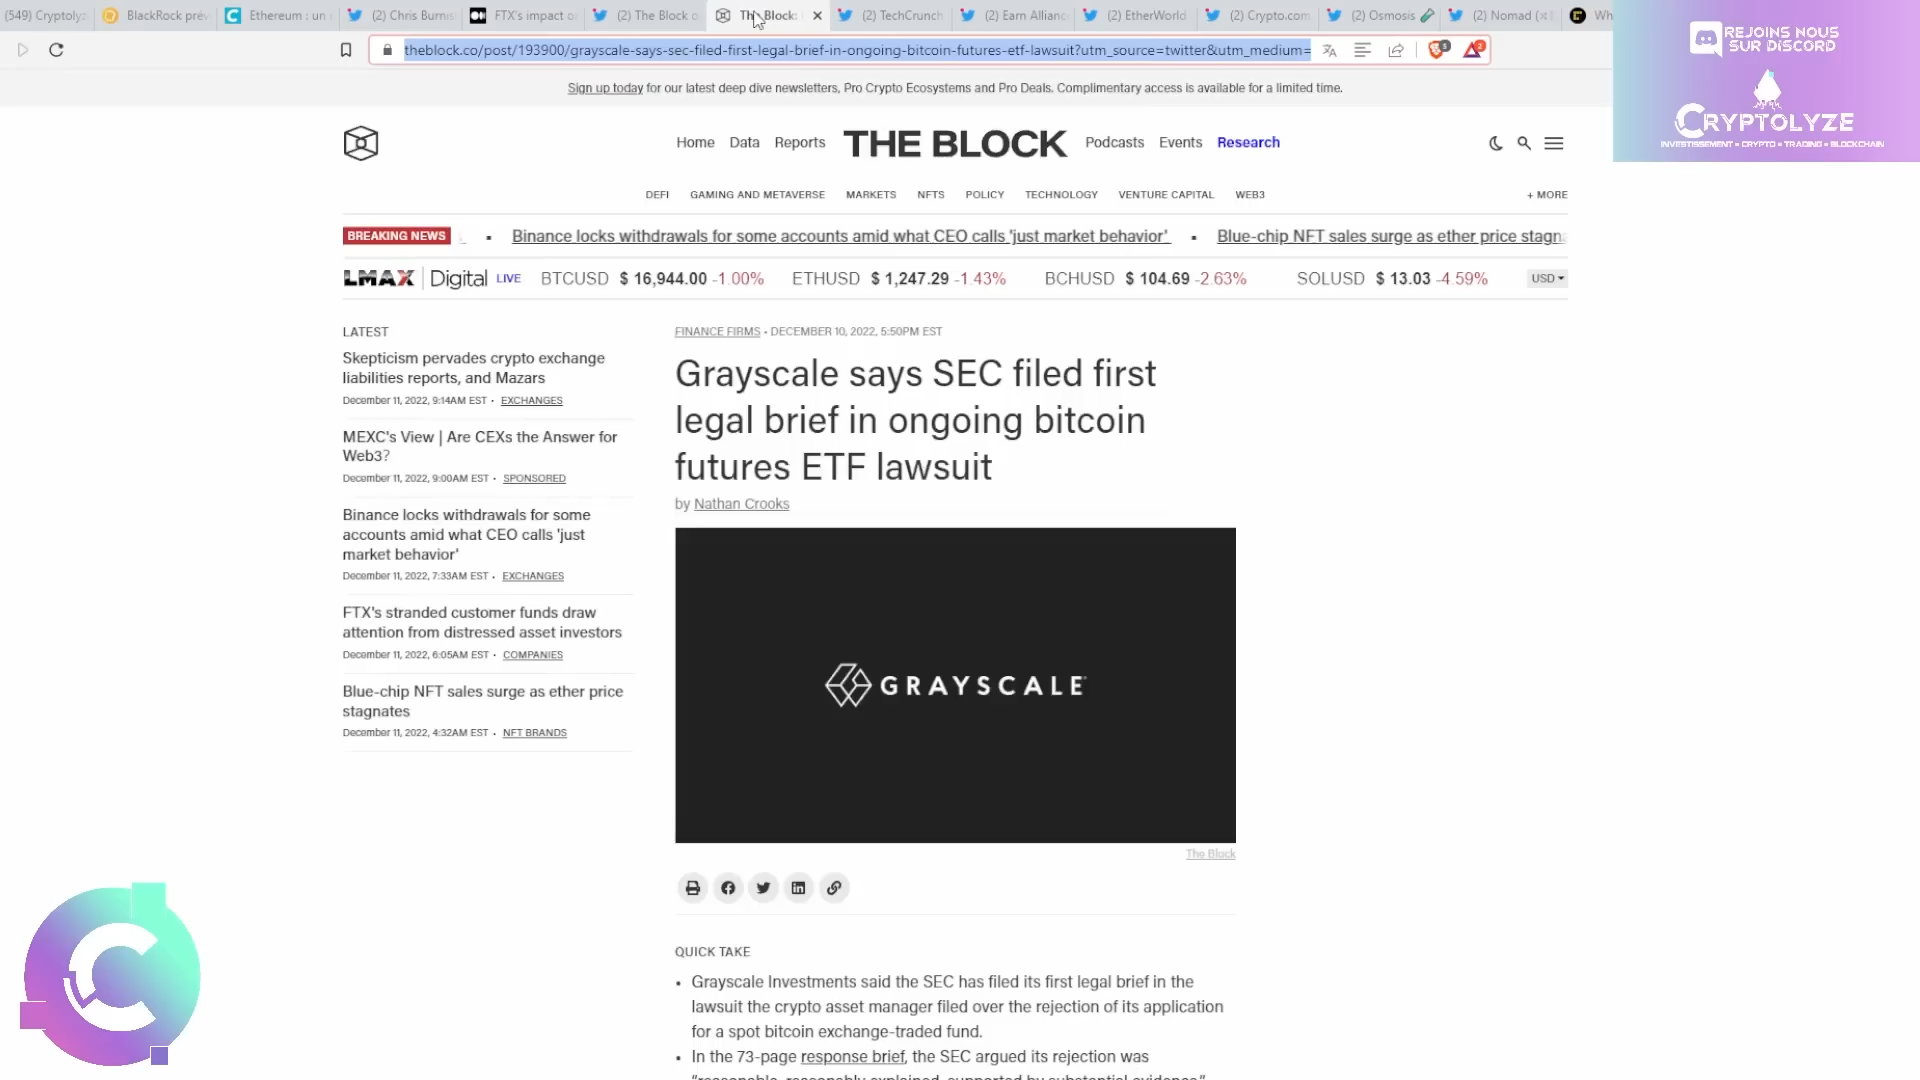 (549) Cryptoly
BlackRock prév
Ethereum : un
(2) Chris Burnis
FTX's impact o
(2) The Block o
The Block
(2) TechCrunch
(2) Earn Allianc
(2) EtherWorld
(2) Crypto.com
(2) Osmosis
(2) Nomad
Wh
theblock.co/post/193900/grayscale-says-sec-filed-first-legal-brief-in-ongoing-bitcoin-futures-etf-lawsuit?utm_source=twitter&utm_medium=
5
2
REJOINS NOUS
SUR DISCORD
CRYPTOLYZE
INVESTISSEMENT • CRYPTO • TRADING • BLOCKCHAIN
Sign up today for our latest deep dive newsletters, Pro Crypto Ecosystems and Pro Deals. Complimentary access is available for a limited time.
Home Data Reports THE BLOCK Podcasts Events Research
DEFI GAMING AND METAVERSE MARKETS NFTS POLICY TECHNOLOGY VENTURE CAPITAL WEB3 + MORE
BREAKING NEWS
Binance locks withdrawals for some accounts amid what CEO calls 'just market behavior'
Blue-chip NFT sales surge as ether price stagna
LMAX Digital LIVE BTCUSD $ 16,944.00 -1.00% ETHUSD $ 1,247.29 -1.43% BCHUSD $ 104.69 -2.63% SOLUSD $ 13.03 -4.59% USD
LATEST
Skepticism pervades crypto exchange
liabilities reports, and Mazars
December 11, 2022, 9:14AM EST • EXCHANGES
MEXC's View | Are CEXs the Answer for
Web3?
December 11, 2022, 9:00AM EST • SPONSORED
Binance locks withdrawals for some
accounts amid what CEO calls 'just
market behavior'
December 11, 2022, 7:33AM EST • EXCHANGES
FTX's stranded customer funds draw
attention from distressed asset investors
December 11, 2022, 6:05AM EST • COMPANIES
Blue-chip NFT sales surge as ether price
stagnates
December 11, 2022, 4:32AM EST • NFT BRANDS
FINANCE FIRMS • DECEMBER 10, 2022, 5:50PM EST
Grayscale says SEC filed first
legal brief in ongoing bitcoin
futures ETF lawsuit
by Nathan Crooks
GRAYSCALE
The Block
QUICK TAKE
• Grayscale Investments said the SEC has filed its first legal brief in the
lawsuit the crypto asset manager filed over the rejection of its application
for a spot bitcoin exchange-traded fund.
• In the 73-page response brief, the SEC argued its rejection was
"reasonable, reasonably explained, supported by substantial evidence"